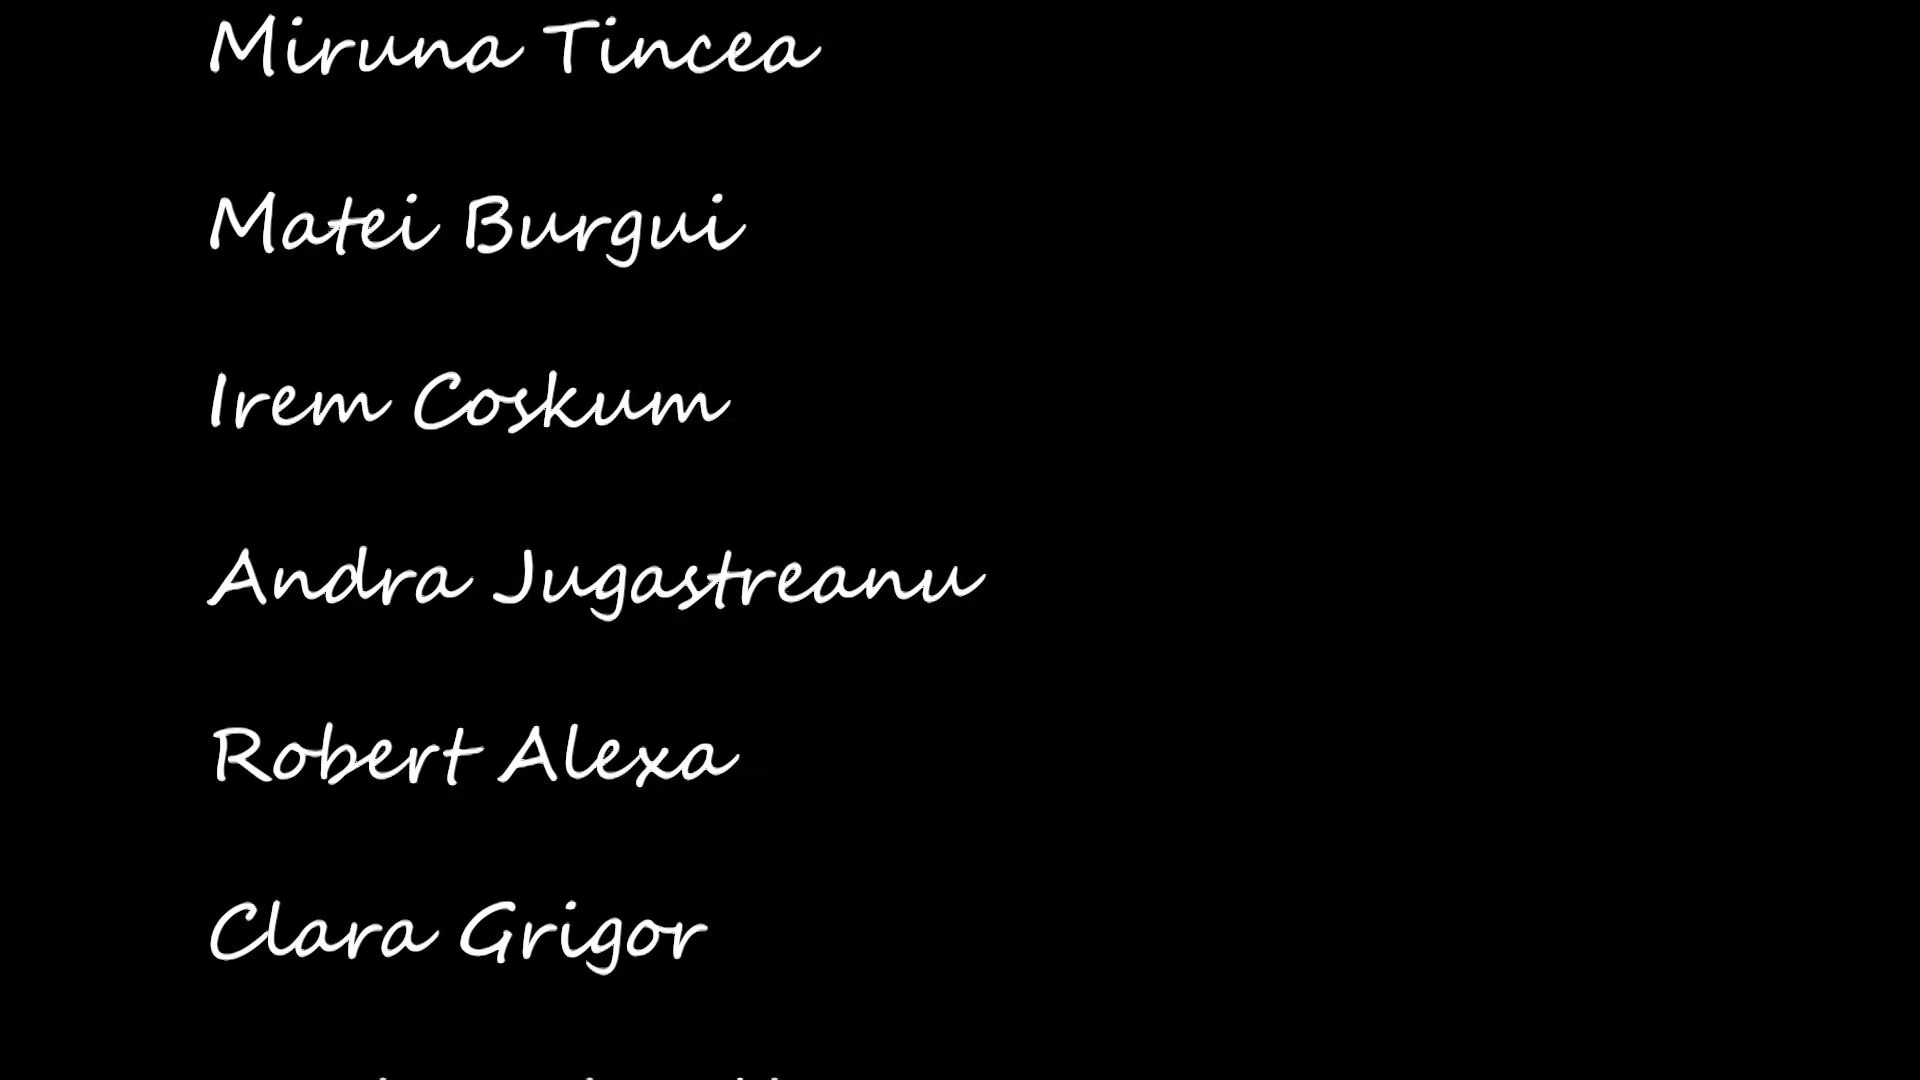 Miruna Tincea
Matei Burgui
Irem Coskum
Andra Jugastreanu
Robert Alexa
Clara Grigor